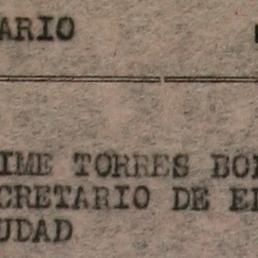 ARIO
IME TORRES BO
CRETARIO DE E
UDAD